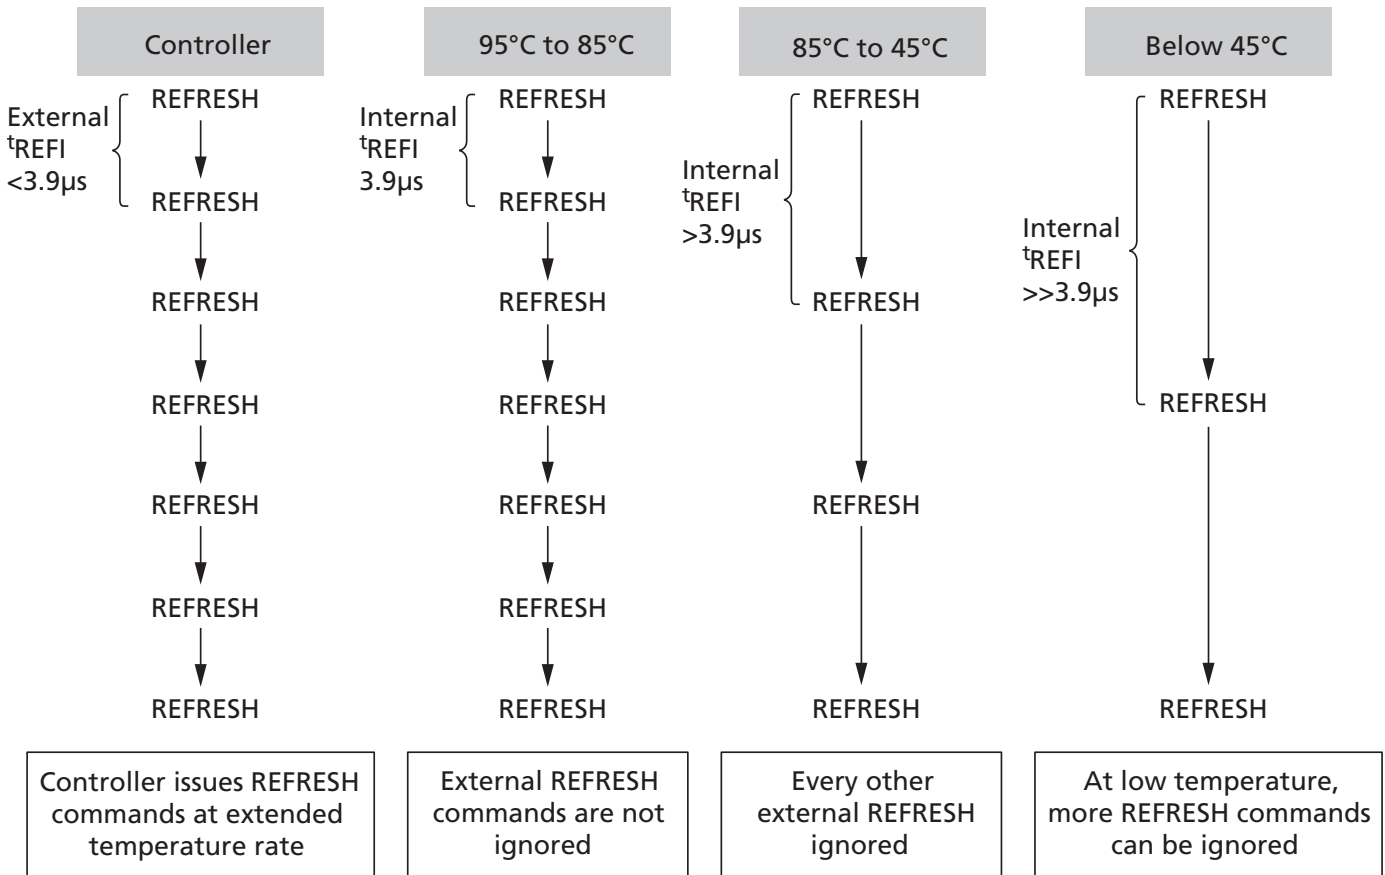 Controller
External
tREFI
<3.9µs
REFRESH
REFRESH
REFRESH
REFRESH
REFRESH
REFRESH
REFRESH
Controller issues REFRESH
commands at extended
temperature rate
95°C to 85°C
Internal
tREFI
3.9µs
REFRESH
REFRESH
REFRESH
REFRESH
REFRESH
REFRESH
REFRESH
External REFRESH
commands are not
ignored
85°C to 45°C
Internal
tREFI
>3.9µs
REFRESH
REFRESH
REFRESH
REFRESH
Every other
external REFRESH
ignored
Below 45°C
Internal
tREFI
>>3.9µs
REFRESH
REFRESH
REFRESH
At low temperature,
more REFRESH commands
can be ignored